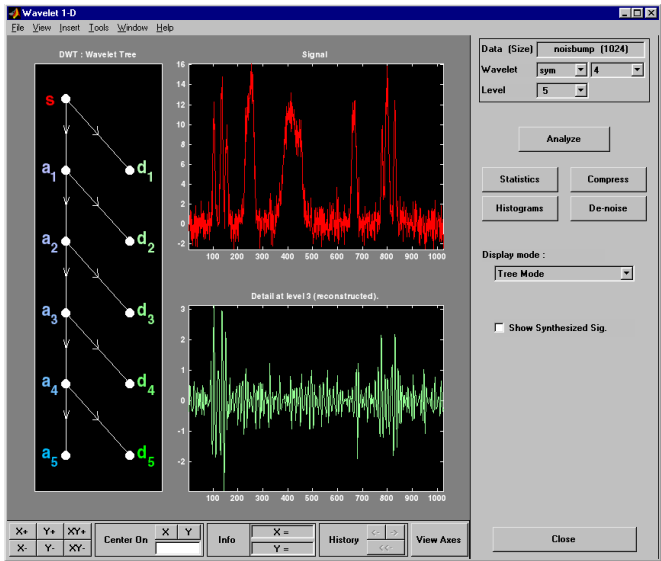 Wavelet 1-D
File View Insert Tools Window Help
DWT : Wavelet Tree
s
a1 d1
a2 d2
a3 d3
a4 d4
a5 d5
Signal
16
14
12
10
8
6
4
2
0
-2
100 200 300 400 500 600 700 800 900 1000
Detail at level 3 (reconstructed).
3
2
1
0
-1
-2
100 200 300 400 500 600 700 800 900 1000
Data (Size) noisbump (1024)
Wavelet sym 4
Level 5
Analyze
Statistics Compress
Histograms De-noise
Display mode :
Tree Mode
Show Synthesized Sig.
X+ Y+ XY+
X- Y- XY-
Center On X Y
Info X =
Y =
History <- ->
<<-
View Axes
Close